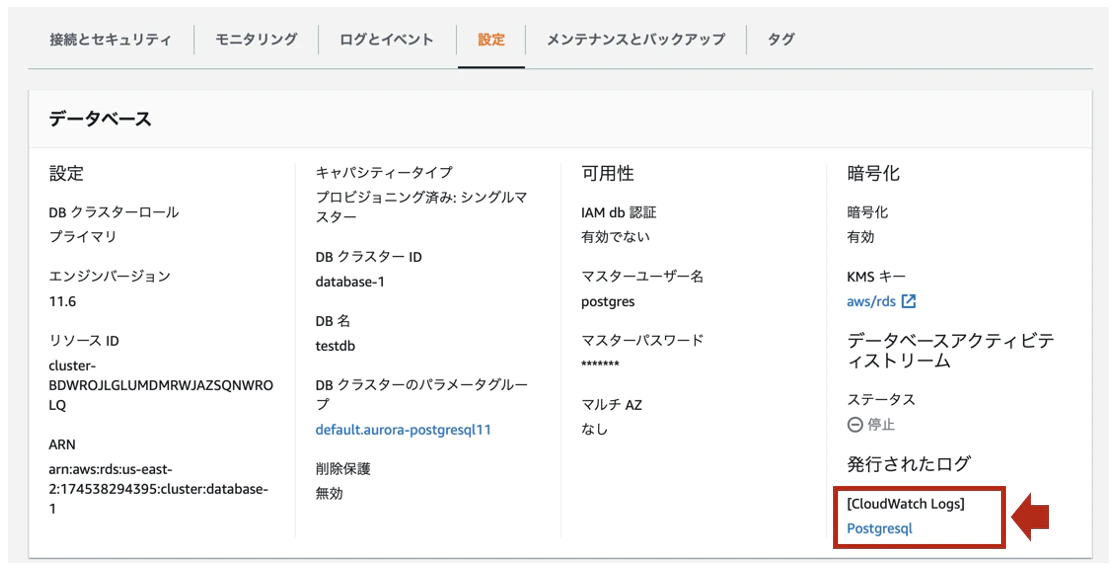 接続とセキュリティ
モニタリング
ログとイベント
設定
メンテナンスとバックアップ
タグ
データベース
設定
DB クラスターロール
プライマリ
エンジンバージョン
11.6
リソース ID
cluster-
BDWROJLGLUMDMRWJAZSQNWRO
LQ
ARN
arn:aws:rds:us-east-
2:174538294395:cluster:database-
1
キャパシティータイプ
プロビジョニング済み: シングルマ
スター
DB クラスター ID
database-1
DB 名
testdb
DB クラスターのパラメータグルー
プ
default.aurora-postgresql11
削除保護
無効
可用性
IAM db 認証
有効でない
マスターユーザー名
postgres
マスターパスワード
*******
マルチ AZ
なし
暗号化
暗号化
有効
KMS キー
aws/rds
データベースアクティビテ
ィストリーム
ステータス
停止
発行されたログ
[CloudWatch Logs]
Postgresql